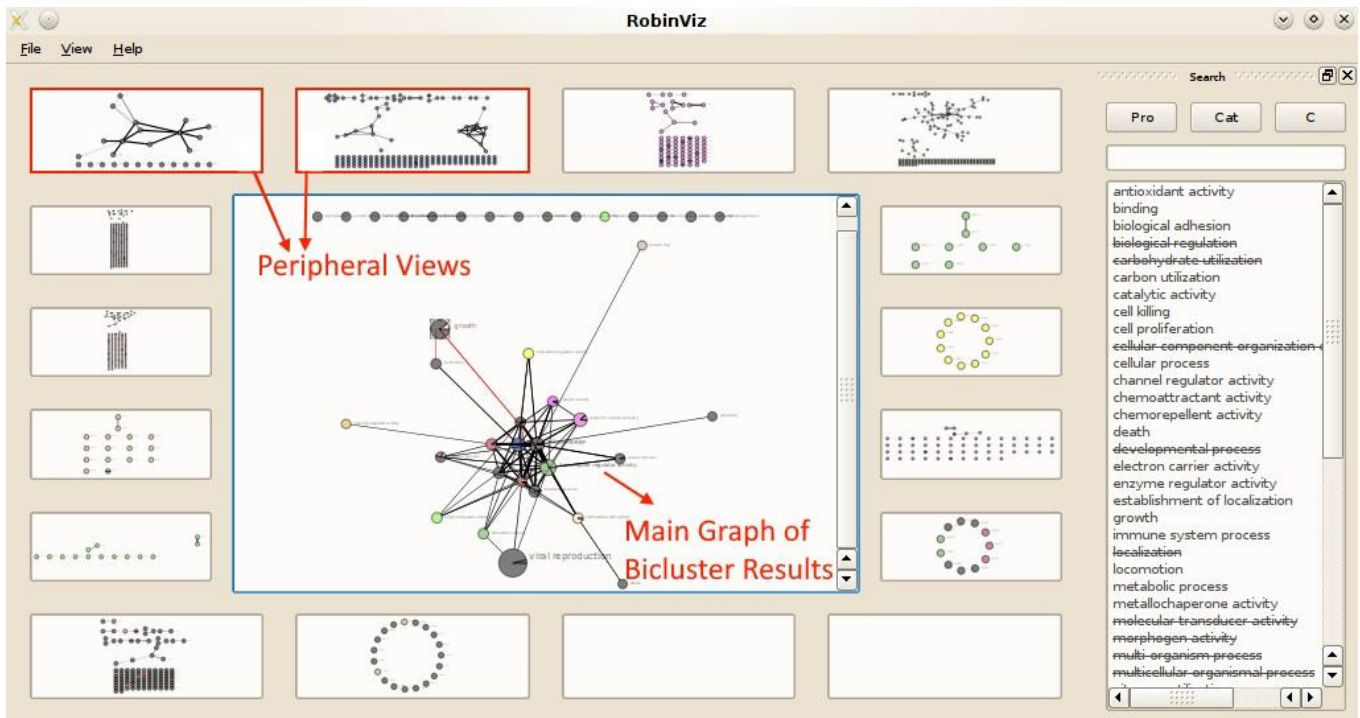 RobinViz
File View Help
Search
Pro Cat C
Peripheral Views
growth
viral reproduction
Main Graph of
Bicluster Results
antioxidant activity
binding
biological adhesion
biological regulation
carbohydrate utilization
carbon utilization
catalytic activity
cell killing
cell proliferation
cellular component organization
cellular process
channel regulator activity
chemoattractant activity
chemorepellent activity
death
developmental process
electron carrier activity
enzyme regulator activity
establishment of localization
growth
immune system process
localization
locomotion
metabolic process
metallochaperone activity
molecular transducer activity
morphogen activity
multi-organism process
multicellular organismal process